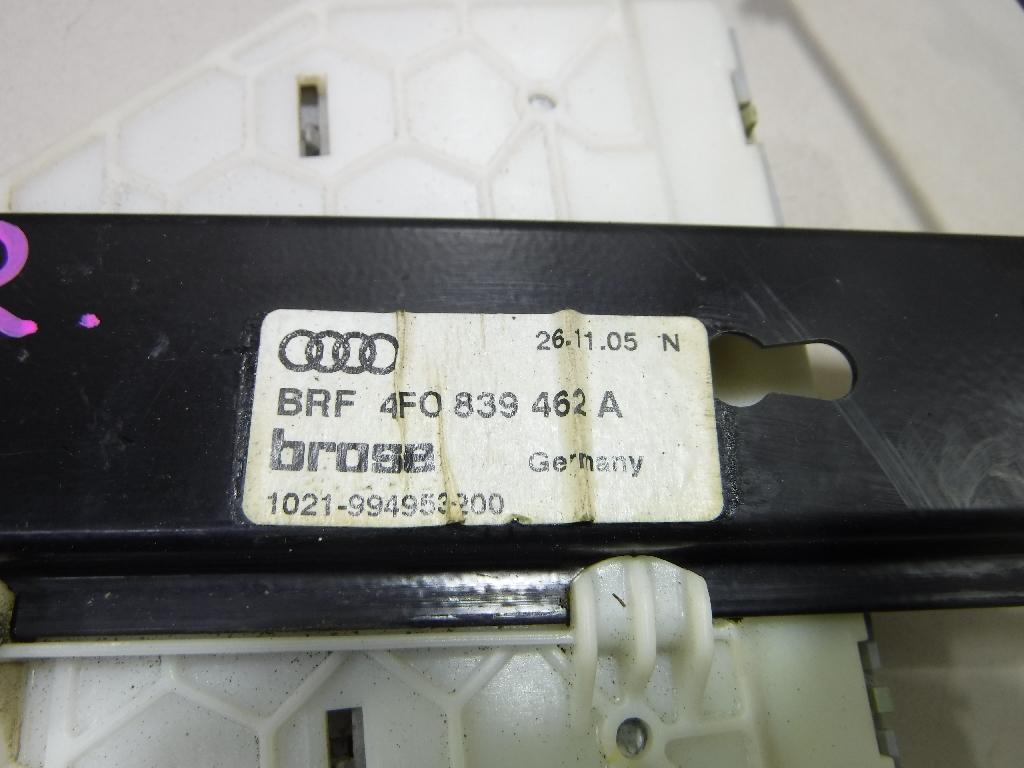 R.
26.11.05 N
BRF 4F0 839 462 A
brose Germany
1021-994953-200